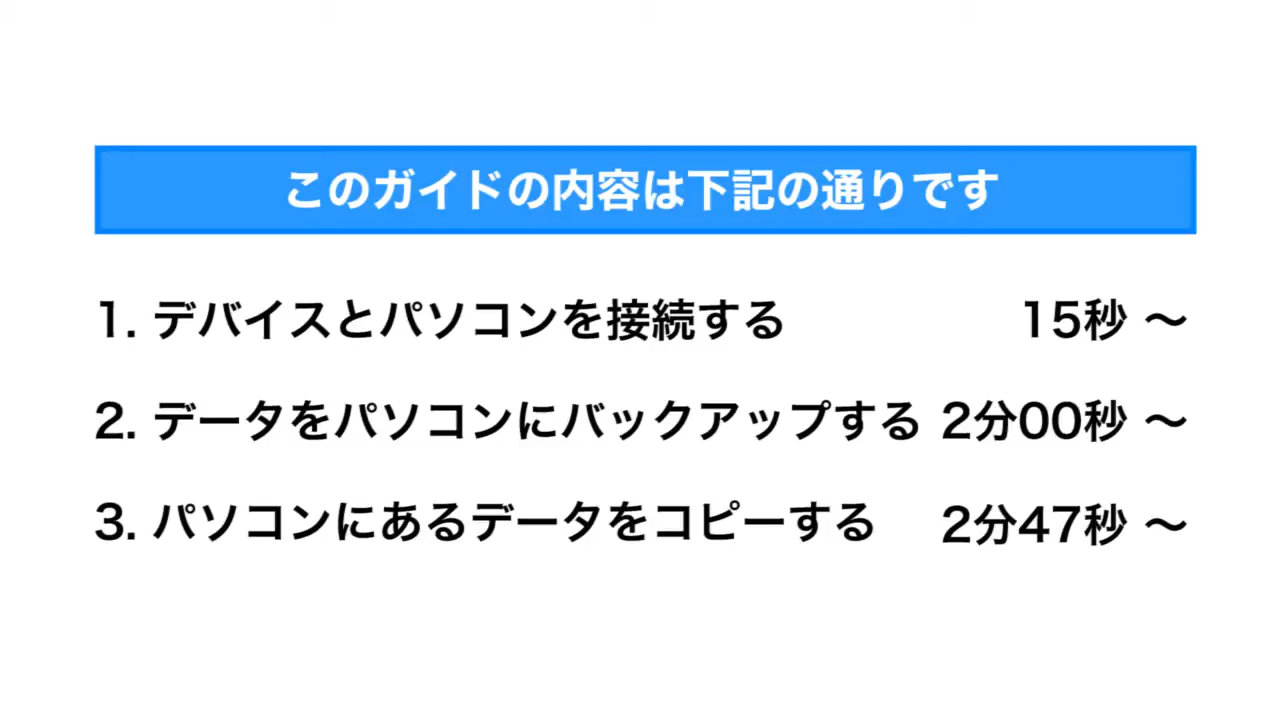 このガイドの内容は下記の通りです
1. デバイスとパソコンを接続する 15秒 ～
2. データをパソコンにバックアップする 2分00秒 ～
3. パソコンにあるデータをコピーする 2分47秒 ～